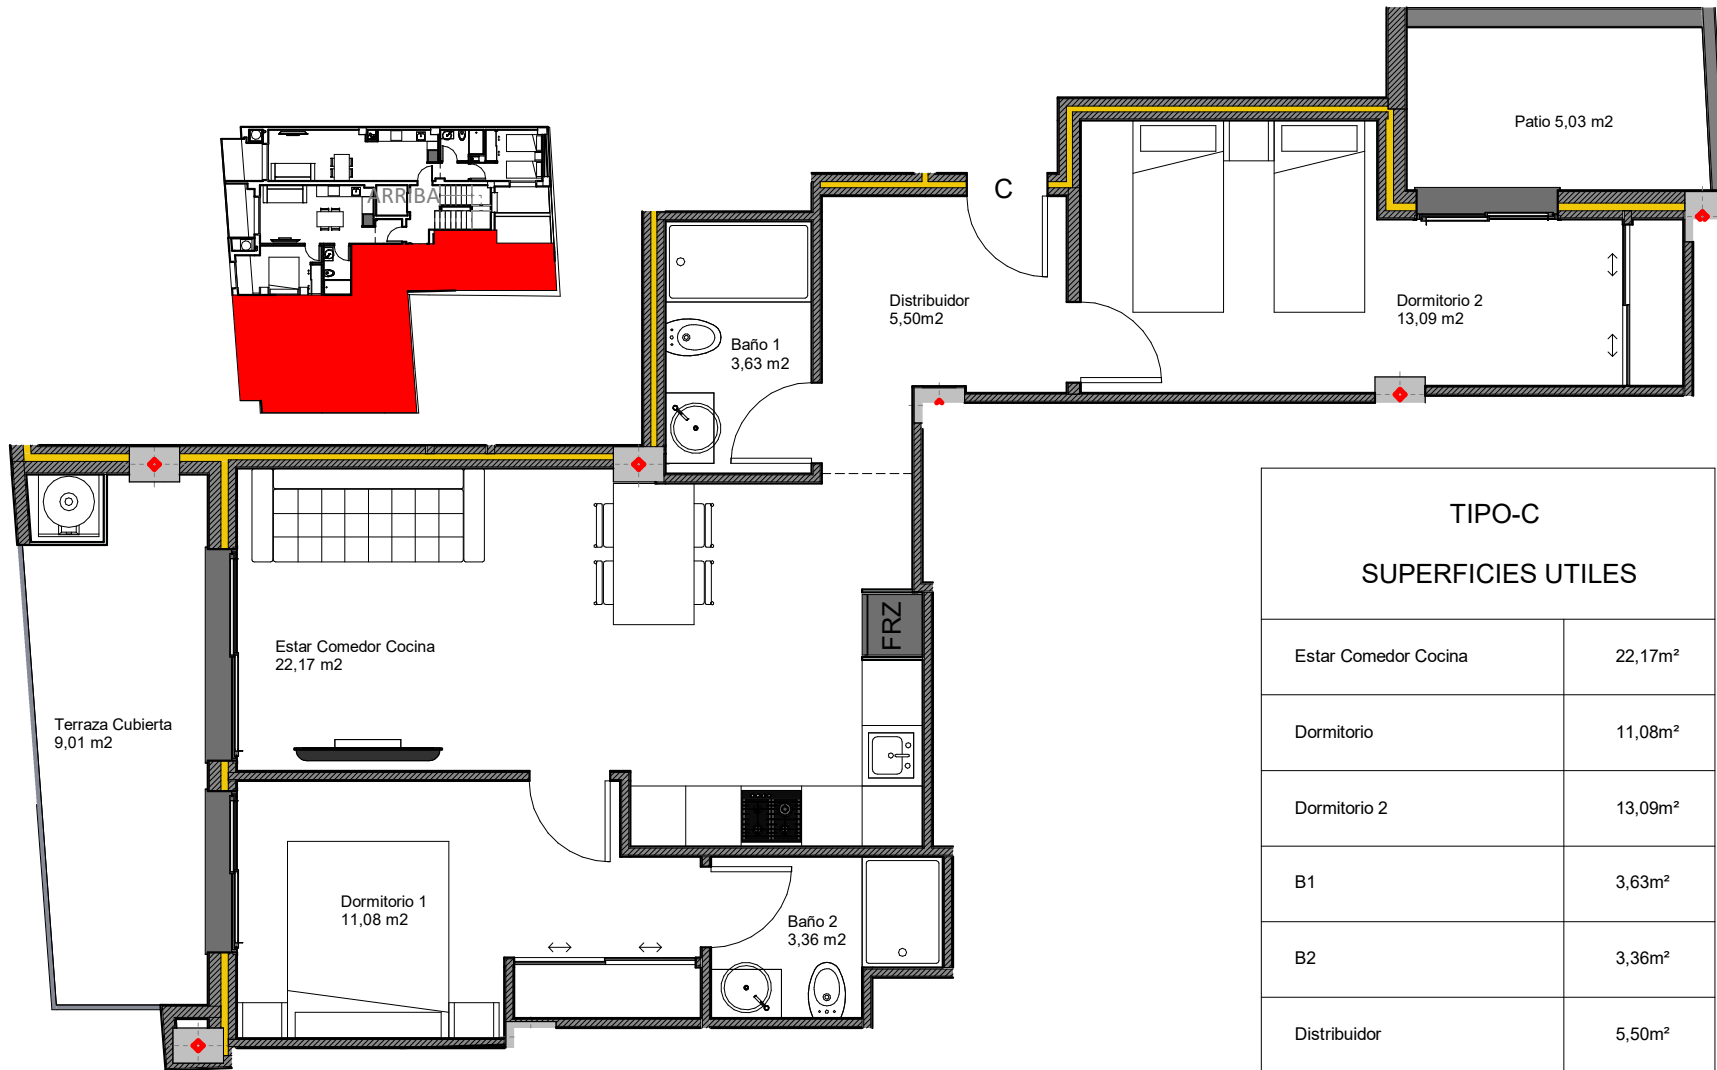 Patio 5,03 m2
ARRIBA
C
Distribuidor
5,50m2
Dormitorio 2
13,09 m2
Baño 1
3,63 m2
Estar Comedor Cocina
22,17 m2
FRZ
Terraza Cubierta
9,01 m2
Dormitorio 1
11,08 m2
Baño 2
3,36 m2
TIPO-C
SUPERFICIES UTILES
Estar Comedor Cocina 22,17m²
Dormitorio 11,08m²
Dormitorio 2 13,09m²
B1 3,63m²
B2 3,36m²
Distribuidor 5,50m²